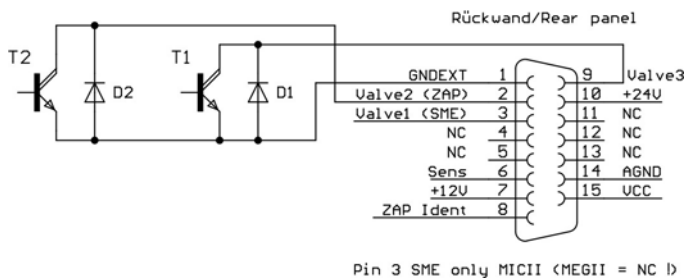 Rückwand/Rear panel
T2
D2
T1
D1
GNDEXT 1 9 Valve3
Valve2 (ZAP) 2 10 +24V
Valve1 (SME) 3 11 NC
NC 4 12 NC
NC 5 13 NC
Sens 6 14 AGND
+12V 7 15 VCC
ZAP Ident 8
Pin 3 SME only MICII (MEGII = NC !)